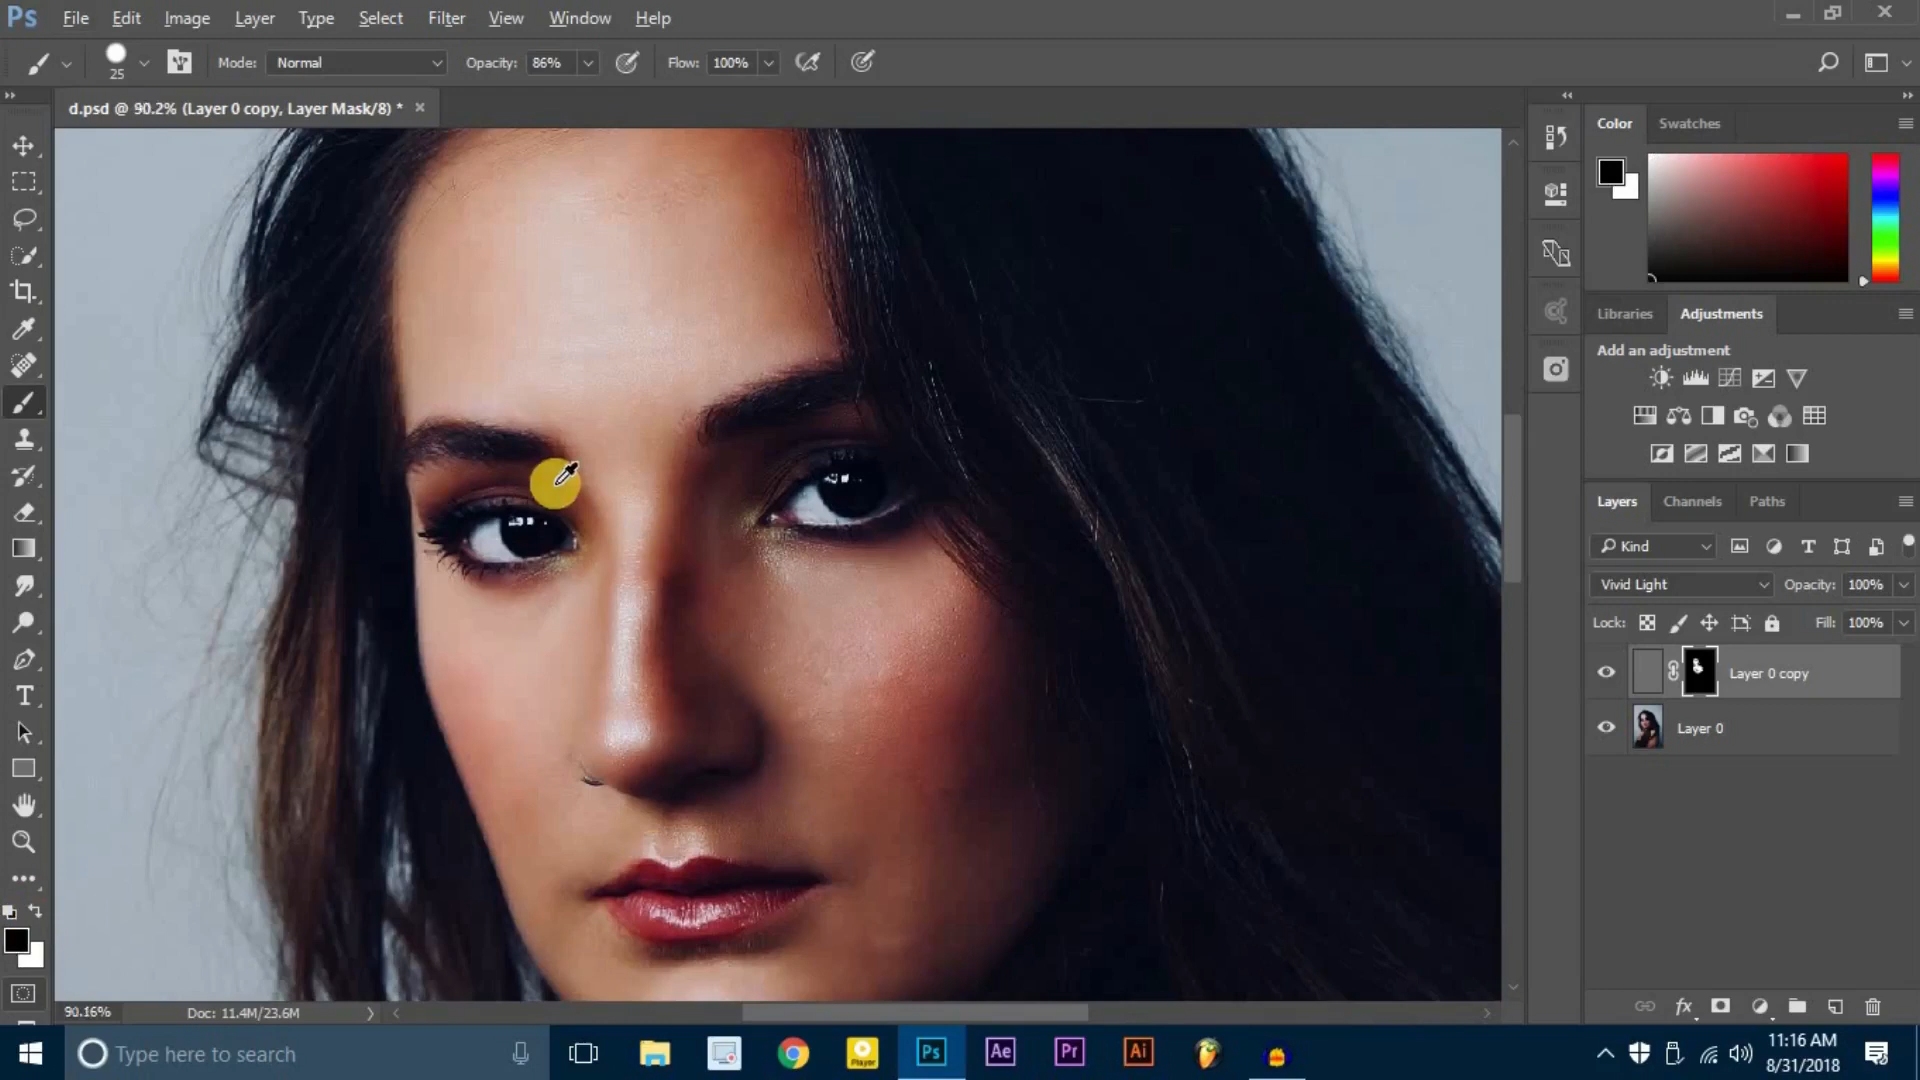 Ps File Edit Image Layer Type Select Filter View Window Help
25 Mode: Normal Opacity: 86% Flow: 100%
d.psd @ 90.2% (Layer 0 copy, Layer Mask/8) *
Color Swatches
Libraries Adjustments
Add an adjustment
Layers Channels Paths
Kind
Vivid Light Opacity: 100%
Lock: Fill: 100%
Layer 0 copy
Layer 0
fx
90.16% Doc: 11.4M/23.6M
Type here to search
Player Ps Ae Pr Ai
11:16 AM
8/31/2018